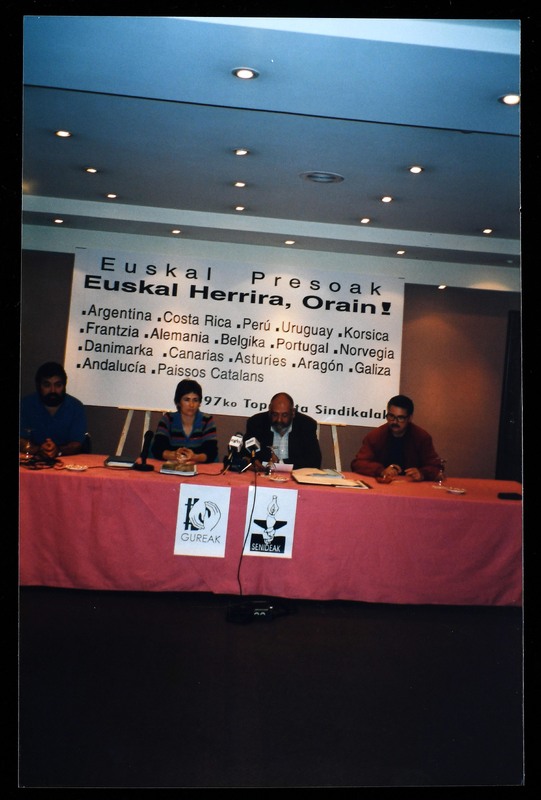 Euskal Presoak
Euskal Herrira, Orain!
.Argentina .Costa Rica .Perú .Uruguay .Korsica
.Frantzia .Alemania .Belgika .Portugal .Norvegia
.Danimarka .Canarias .Asturies .Aragón .Galiza
.Andalucía .Paissos Catalans
97ko Sindikalak
GUREAK
SENIDEAK